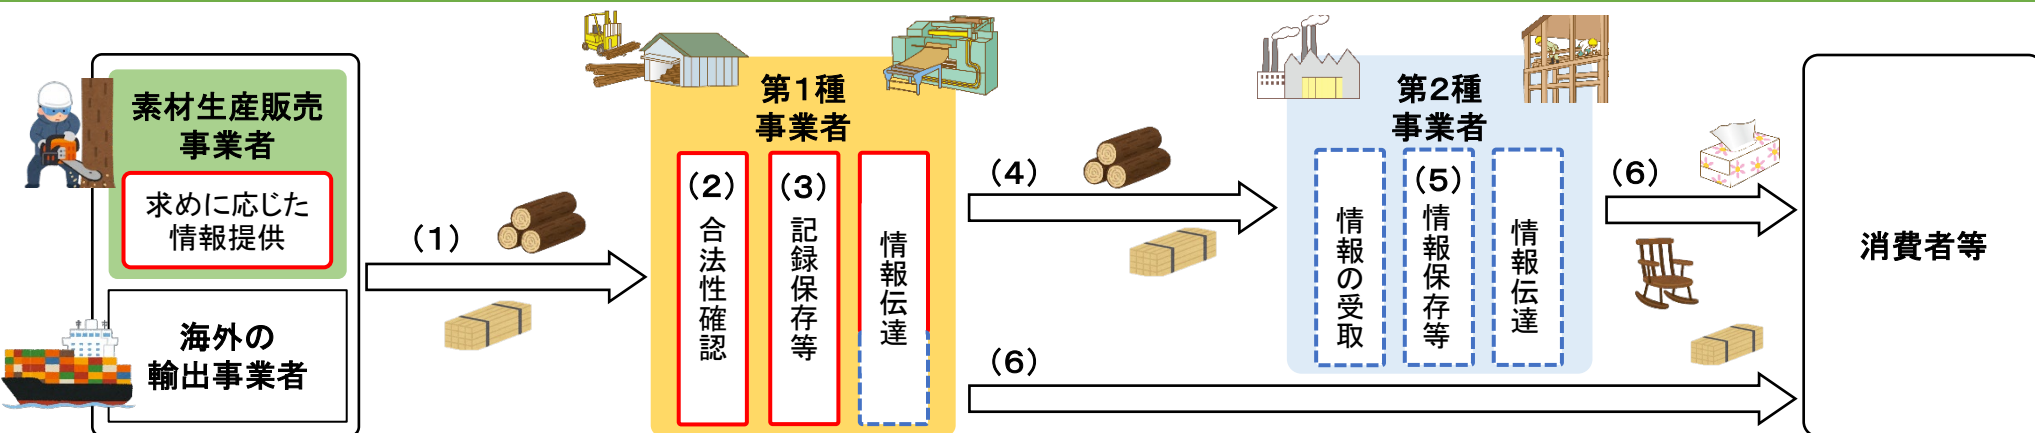 素材生産販売
事業者
求めに応じた
情報提供
海外の
輸出事業者
（1）
第1種
事業者
（2）
合法性確認
（3）
記録保存等
情報伝達
（4）
（6）
第2種
事業者
情報の受取
（5）
情報保存等
情報伝達
（6）
消費者等